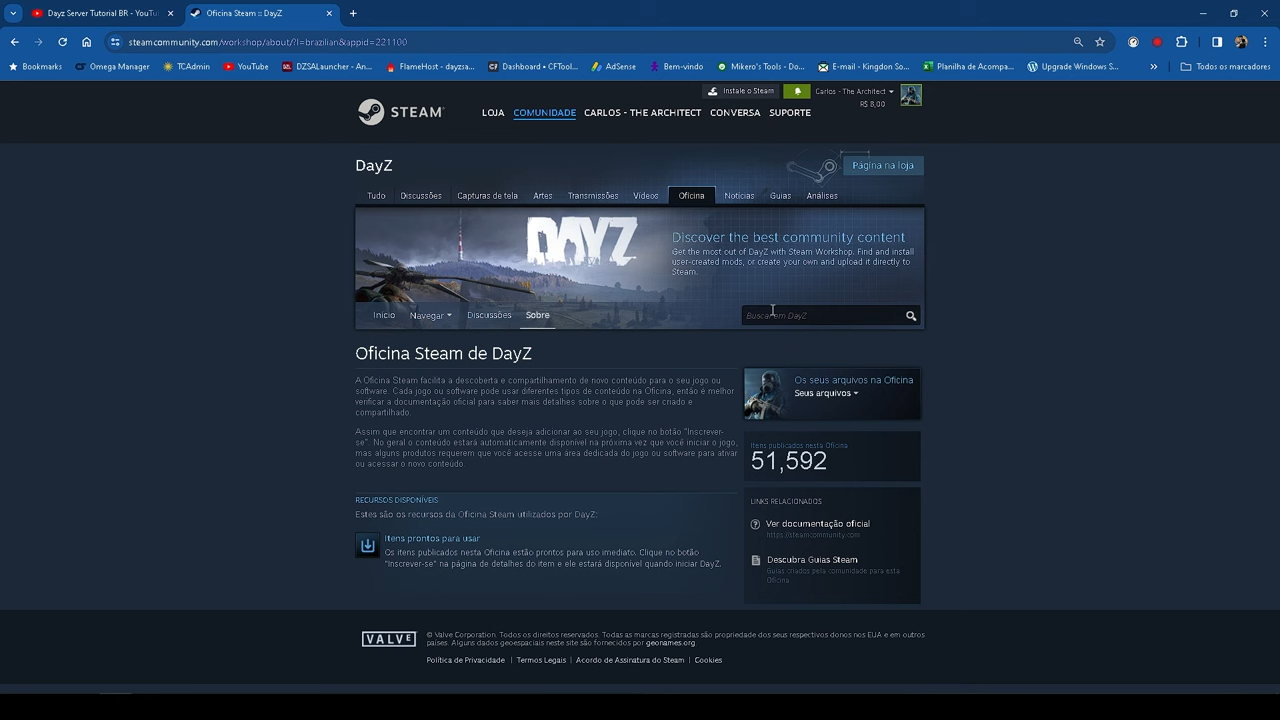 Dayz Server Tutorial BR - YouTu
Oficina Steam :: DayZ
steamcommunity.com/workshop/about/?l=brazilian&appid=221100
Bookmarks
Omega Manager
TCAdmin
YouTube
DZSALauncher - An...
FlameHost - dayzsa...
Dashboard • CFTool...
AdSense
Bem-vindo
Mikero's Tools - Do...
E-mail - Kingdon So...
Planilha de Acompa...
Upgrade Windows S...
»
Todos os marcadores
Instale o Steam
Carlos - The Architect
R$ 8,00
STEAM
LOJA COMUNIDADE CARLOS - THE ARCHITECT CONVERSA SUPORTE
DayZ
Página na loja
Tudo Discussões Capturas de tela Artes Transmissões Vídeos Oficina Notícias Guias Análises
DAYZ
Discover the best community content
Get the most out of DayZ with Steam Workshop. Find and install
user-created mods, or create your own and upload it directly to
Steam.
Início Navegar Discussões Sobre
Buscar em DayZ
Oficina Steam de DayZ
A Oficina Steam facilita a descoberta e compartilhamento de novo conteúdo para o seu jogo ou
software. Cada jogo ou software pode usar diferentes tipos de conteúdo na Oficina, então é melhor
verificar a documentação oficial para saber mais detalhes sobre o que pode ser criado e
compartilhado.
Assim que encontrar um conteúdo que deseja adicionar ao seu jogo, clique no botão "Inscrever-
se". No geral o conteúdo estará automaticamente disponível na próxima vez que você iniciar o jogo,
mas alguns produtos requerem que você acesse uma área dedicada do jogo ou software para ativar
ou acessar o novo conteúdo.
RECURSOS DISPONÍVEIS
Estes são os recursos da Oficina Steam utilizados por DayZ:
Itens prontos para usar
Os itens publicados nesta Oficina estão prontos para uso imediato. Clique no botão
"Inscrever-se" na página de detalhes do item e ele estará disponível quando iniciar DayZ.
Os seus arquivos na Oficina
Seus arquivos
Itens publicados nesta Oficina
51,592
LINKS RELACIONADOS
Ver documentação oficial
https://steamcommunity.com
Descubra Guias Steam
Guias criados pela comunidade para esta
Oficina
VALVE
© Valve Corporation. Todos os direitos reservados. Todas as marcas registradas são propriedade dos seus respectivos donos nos EUA e em outros
países. Alguns dados geoespaciais neste site são fornecidos por geonames.org.
Política de Privacidade | Termos Legais | Acordo de Assinatura do Steam | Cookies